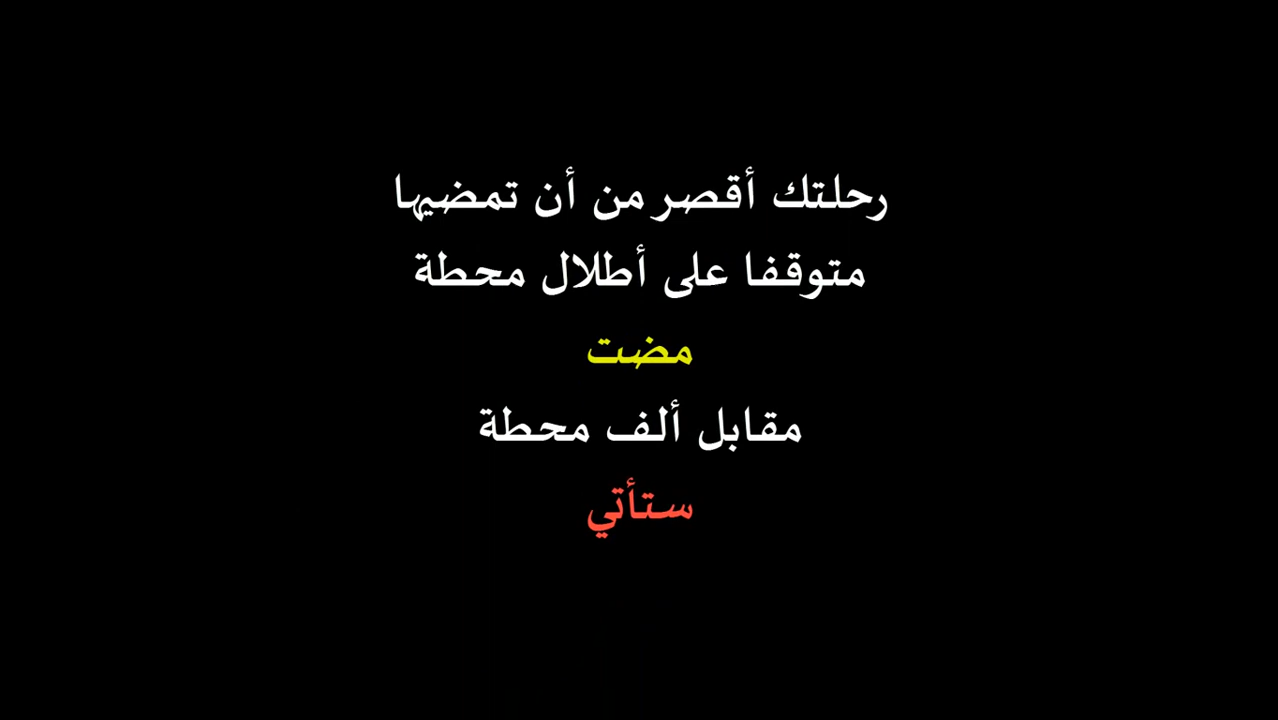 رحلتك أقصر من أن تمضيها
متوقفا على أطلال محطة
مضت
مقابل ألف محطة
ستأتي